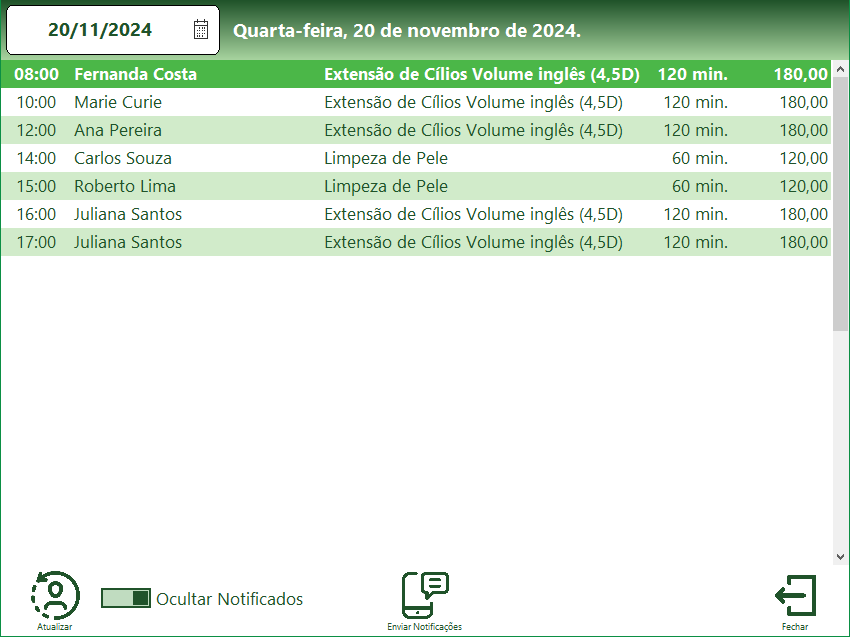 20/11/2024 Quarta-feira, 20 de novembro de 2024.
08:00 Fernanda Costa Extensão de Cílios Volume inglês (4,5D) 120 min. 180,00
10:00 Marie Curie Extensão de Cílios Volume inglês (4,5D) 120 min. 180,00
12:00 Ana Pereira Extensão de Cílios Volume inglês (4,5D) 120 min. 180,00
14:00 Carlos Souza Limpeza de Pele 60 min. 120,00
15:00 Roberto Lima Limpeza de Pele 60 min. 120,00
16:00 Juliana Santos Extensão de Cílios Volume inglês (4,5D) 120 min. 180,00
17:00 Juliana Santos Extensão de Cílios Volume inglês (4,5D) 120 min. 180,00
Ocultar Notificados
Atualizar Enviar Notificações Fechar